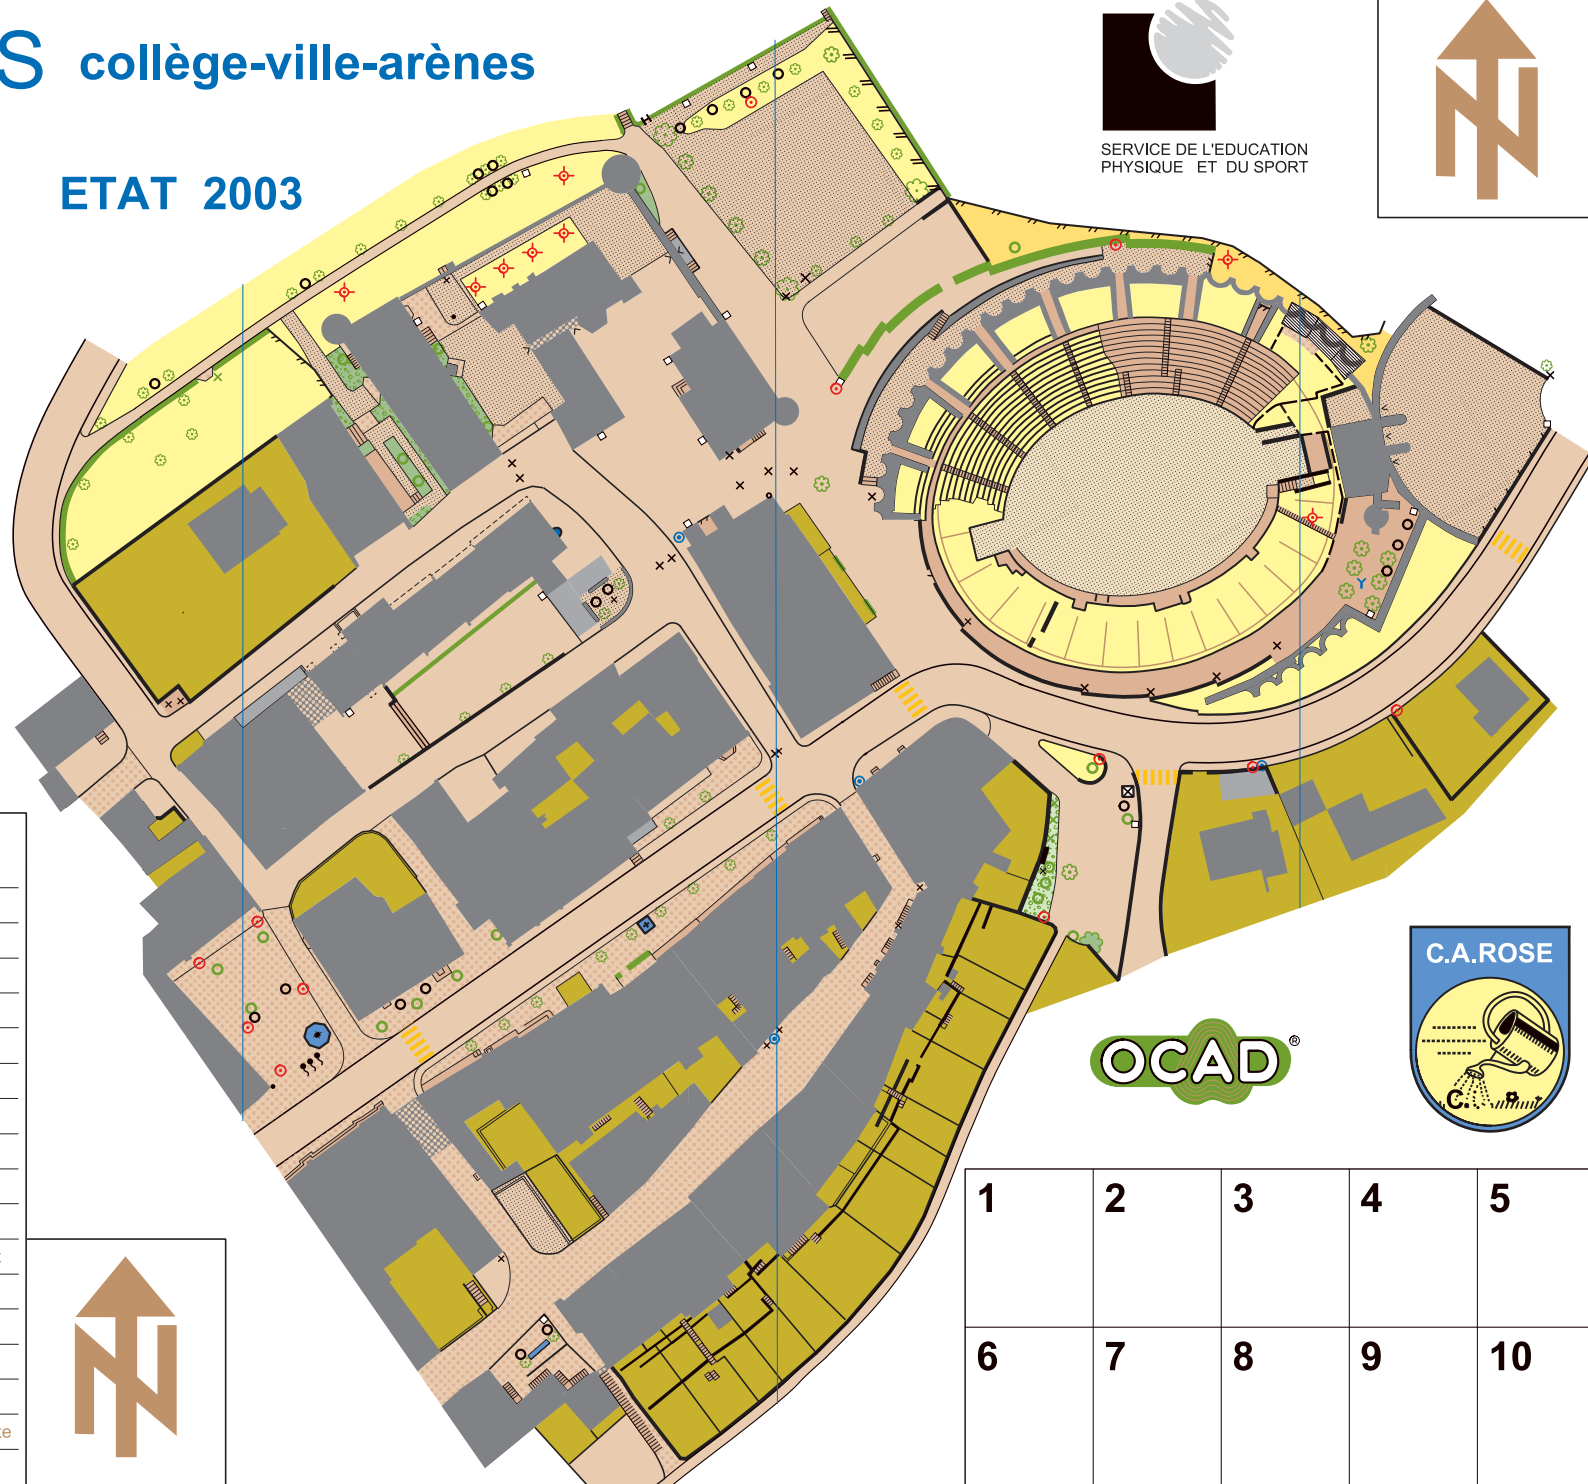 S collège-ville-arènes
ETAT 2003
SERVICE DE L'EDUCATION
PHYSIQUE ET DU SPORT
C.A.ROSE
C.
OCAD®
1 2 3 4 5
6 7 8 9 10